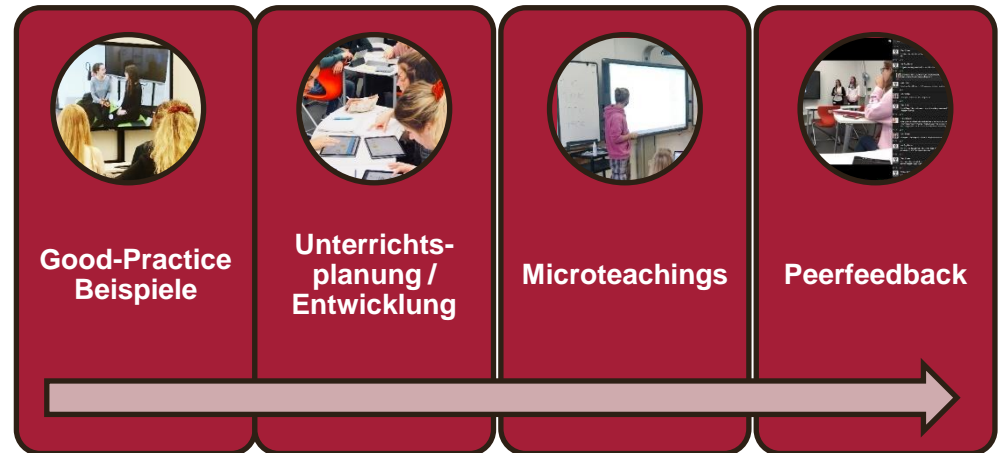 Good-Practice
Beispiele
Unterrichts-
planung /
Entwicklung
Microteachings
Peerfeedback